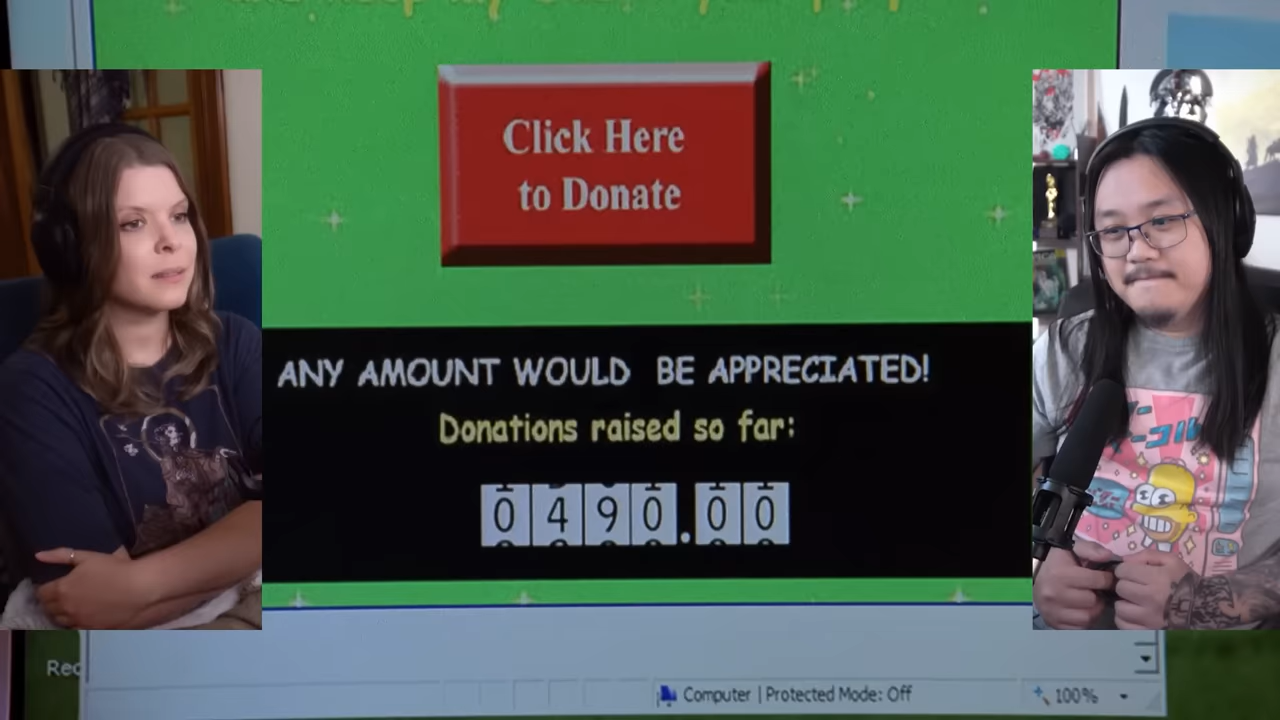 Click Here
to Donate
ANY AMOUNT WOULD BE APPRECIATED!
Donations raised so far:
0490.00
Computer | Protected Mode: Off
100%